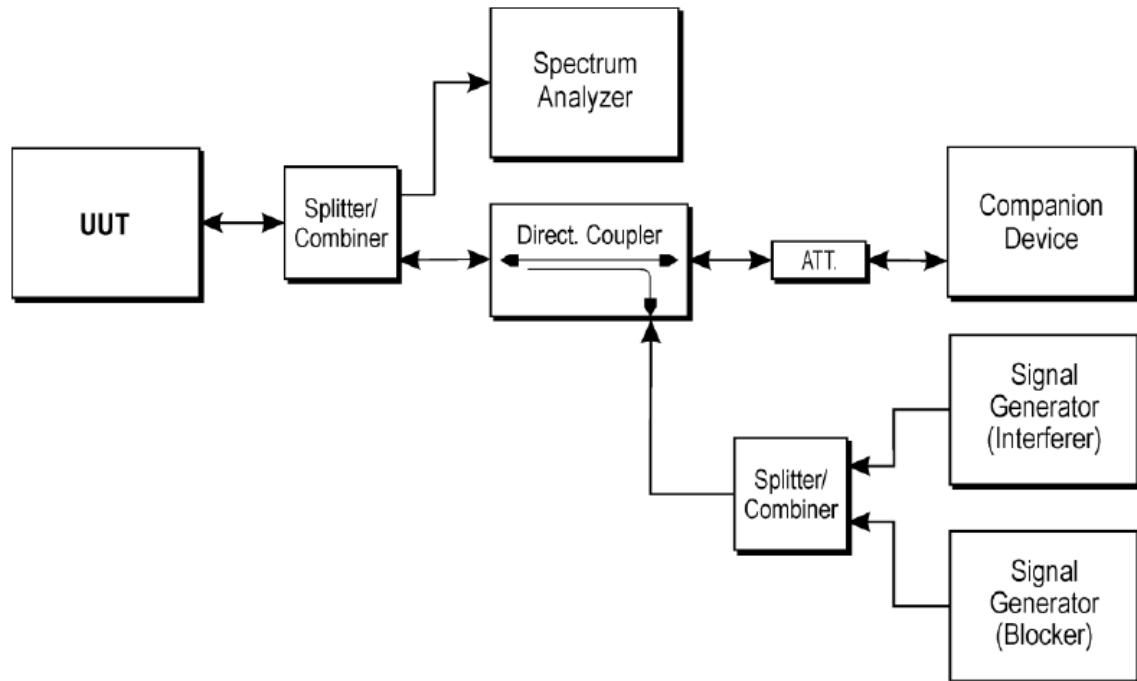 Spectrum
Analyzer
UUT
Splitter/
Combiner
Direct. Coupler
ATT.
Companion
Device
Signal
Generator
(Interferer)
Splitter/
Combiner
Signal
Generator
(Blocker)